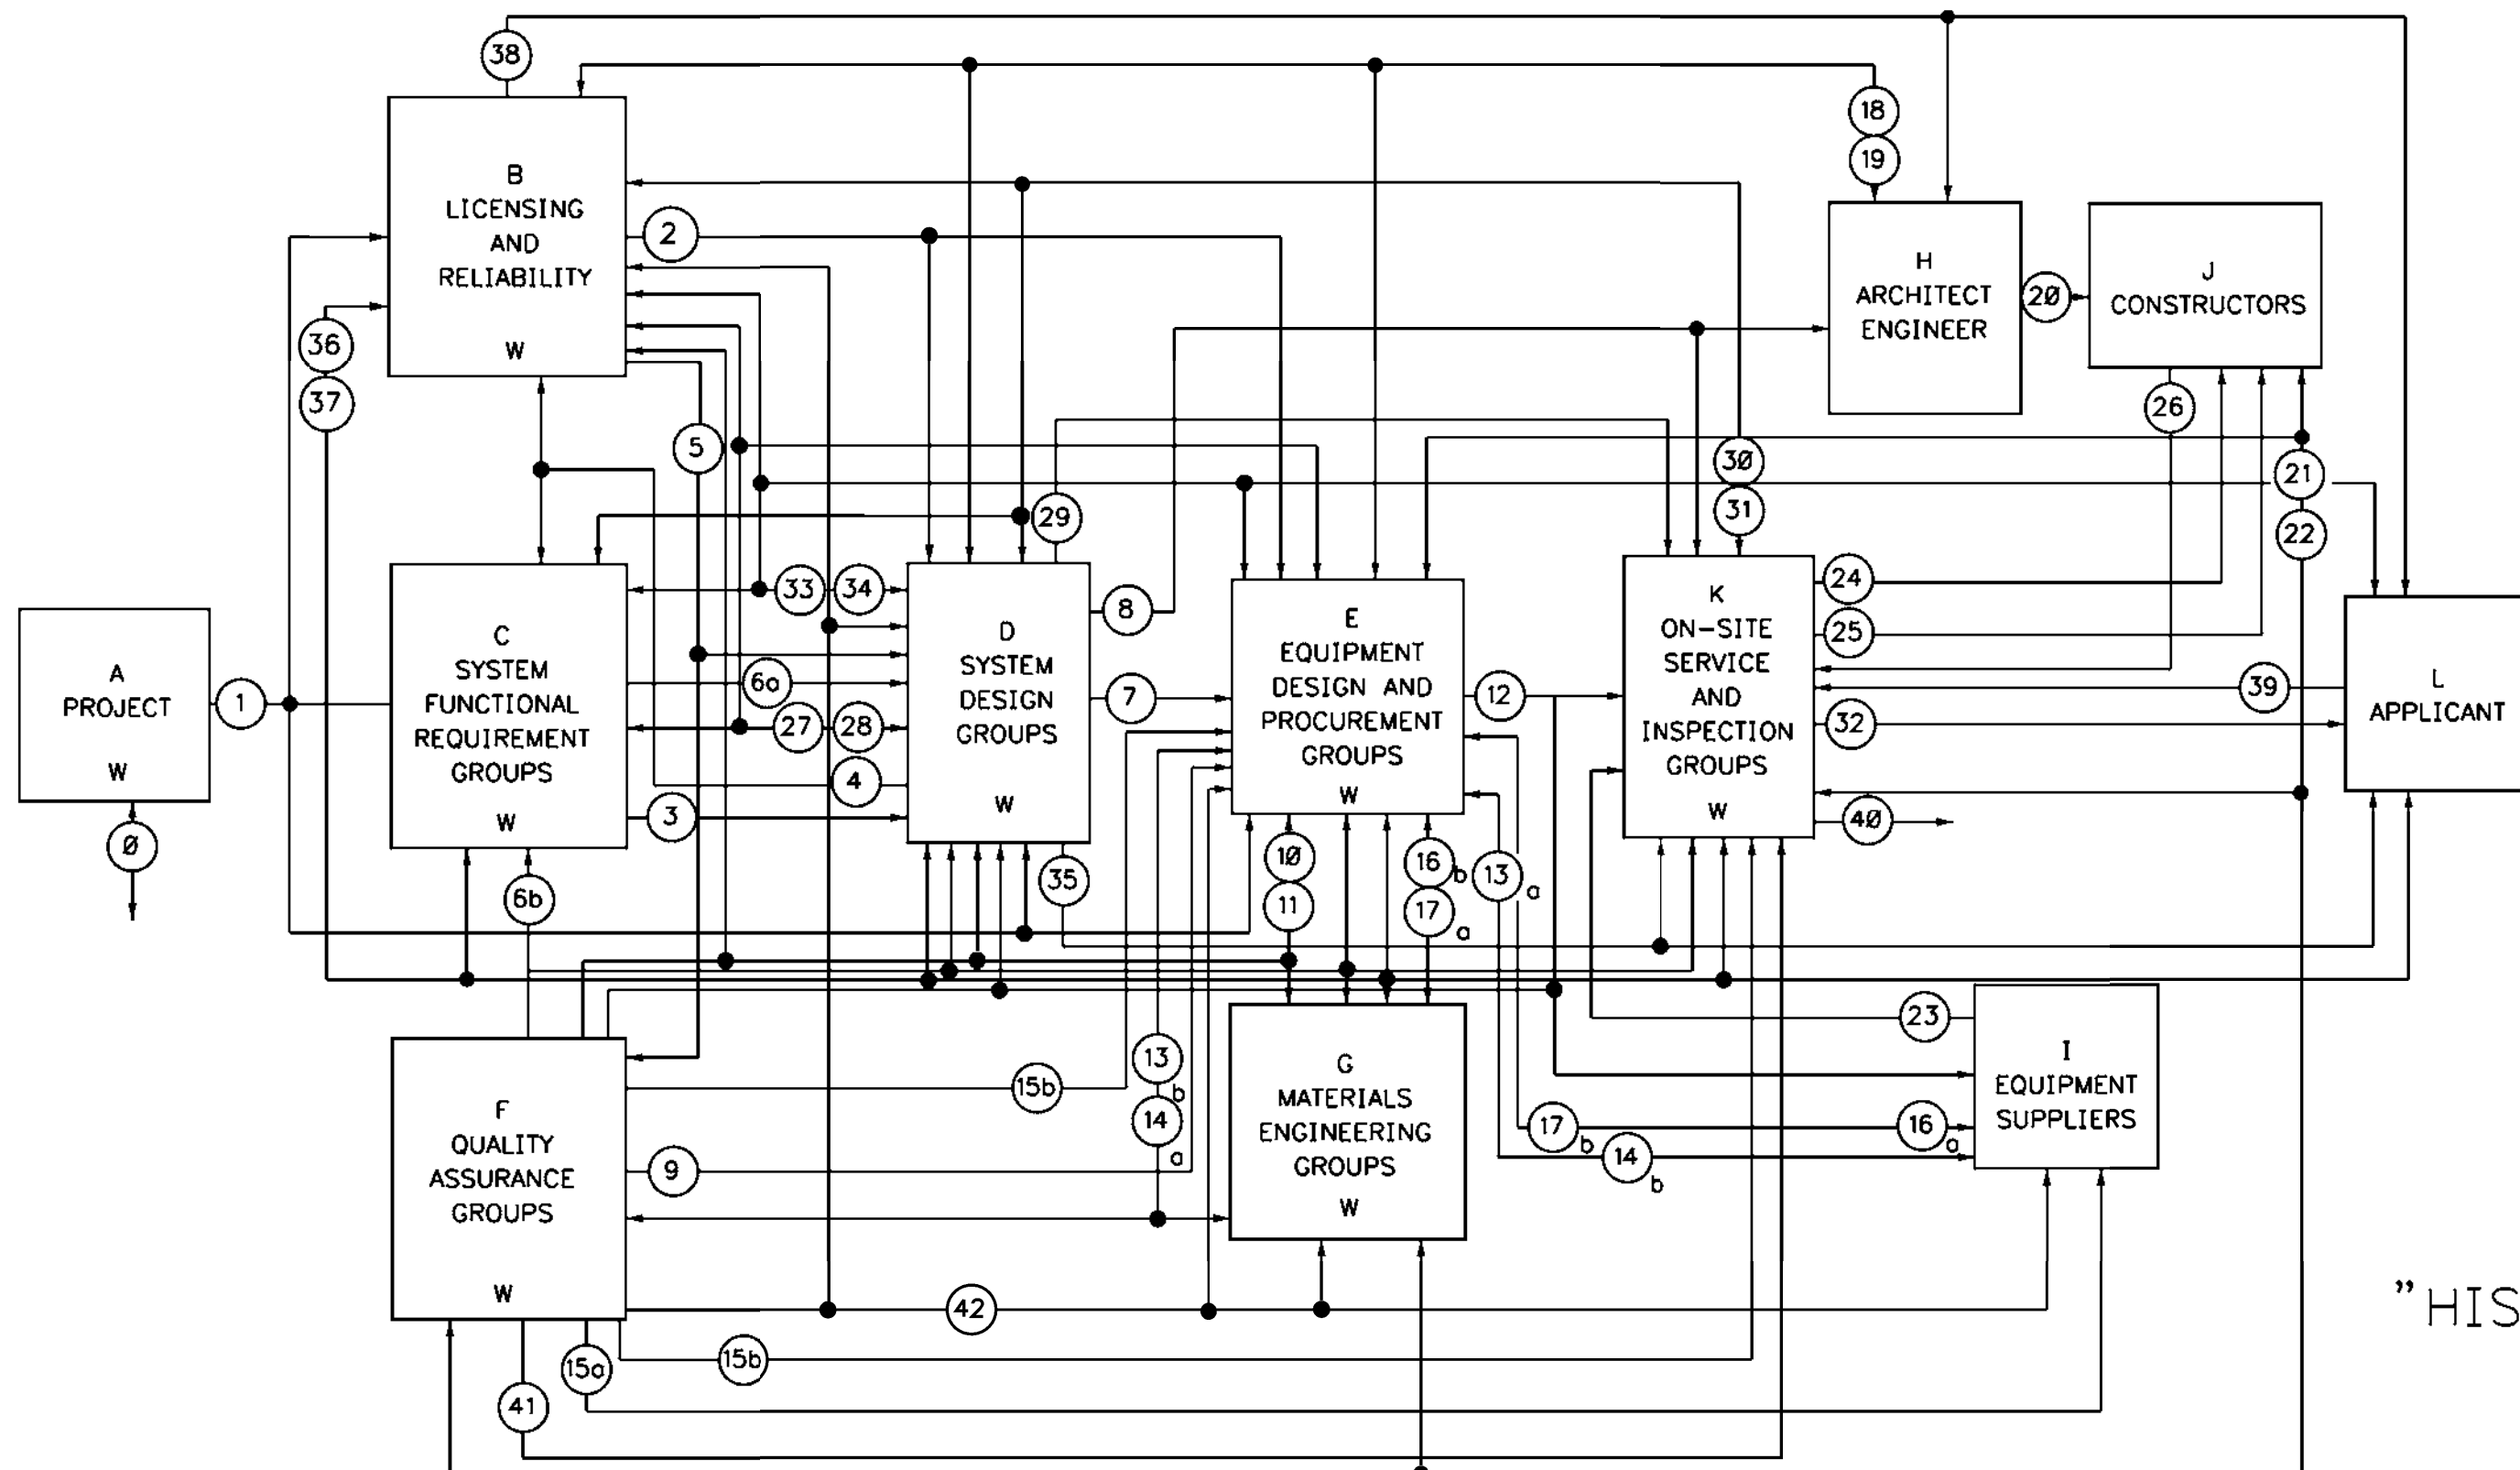 38
18
19
B
LICENSING
AND
RELIABILITY
W
2
H
ARCHITECT
ENGINEER
20
J
CONSTRUCTORS
36
37
26
5
30
31
21
22
29
33
34
24
25
A
PROJECT
W
1
C
SYSTEM
FUNCTIONAL
REQUIREMENT
GROUPS
W
6a
27
28
4
3
D
SYSTEM
DESIGN
GROUPS
W
8
7
E
EQUIPMENT
DESIGN AND
PROCUREMENT
GROUPS
W
12
K
ON-SITE
SERVICE
AND
INSPECTION
GROUPS
W
39
32
40
L
APPLICANT
0
6b
35
10
11
16
b
17
a
13
a
23
F
QUALITY
ASSURANCE
GROUPS
W
15b
13
b
14
a
9
G
MATERIALS
ENGINEERING
GROUPS
W
17
b
14
b
16
a
I
EQUIPMENT
SUPPLIERS
42
15b
15a
41
"HIS